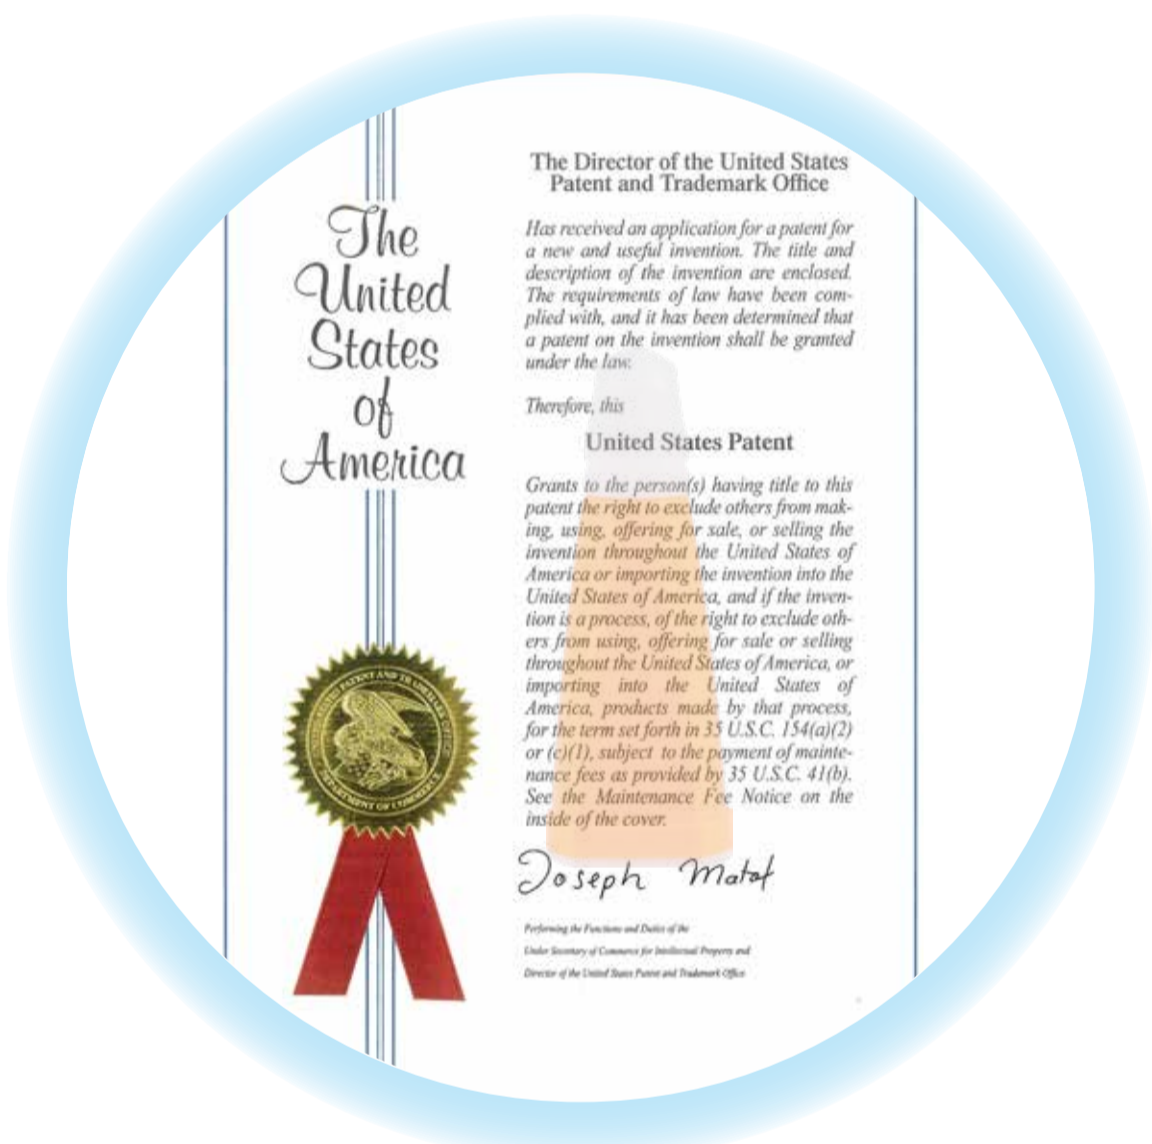 The
United
States
of
America
The Director of the United States
Patent and Trademark Office
Has received an application for a patent for
a new and useful invention. The title and
description of the invention are enclosed.
The requirements of law have been com-
plied with, and it has been determined that
a patent on the invention shall be granted
under the law.
Therefore, this
United States Patent
Grants to the person(s) having title to this
patent the right to exclude others from mak-
ing, using, offering for sale, or selling the
invention throughout the United States of
America or importing the invention into the
United States of America, and if the inven-
tion is a process, of the right to exclude oth-
ers from using, offering for sale or selling
throughout the United States of America, or
importing into the United States of
America, products made by that process,
for the term set forth in 35 U.S.C. 154(a)(2)
or (c)(1), subject to the payment of mainte-
nance fees as provided by 35 U.S.C. 41(b).
See the Maintenance Fee Notice on the
inside of the cover.
Joseph Matal
Performing the Functions and Duties of the
Under Secretary of Commerce for Intellectual Property and
Director of the United States Patent and Trademark Office
PATENT AND TRADEMARK OFFICE
DEPARTMENT OF COMMERCE